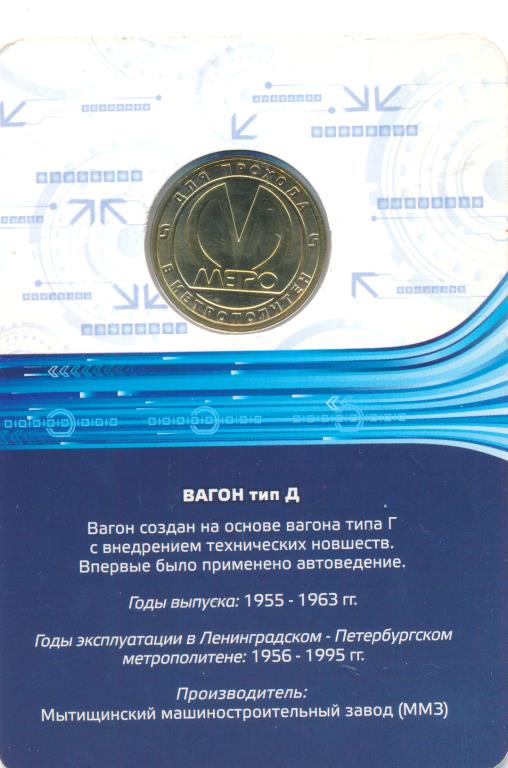 ДЛЯ ПРОХОДА
МЕТРО
В МЕТРОПОЛИТЕН
ВАГОН тип Д
Вагон создан на основе вагона типа Г
с внедрением технических новшеств.
Впервые было применено автоведение.
Годы выпуска: 1955 - 1963 гг.
Годы эксплуатации в Ленинградском - Петербургском
метрополитене: 1956 - 1995 гг.
Производитель:
Мытищинский машиностроительный завод (ММЗ)